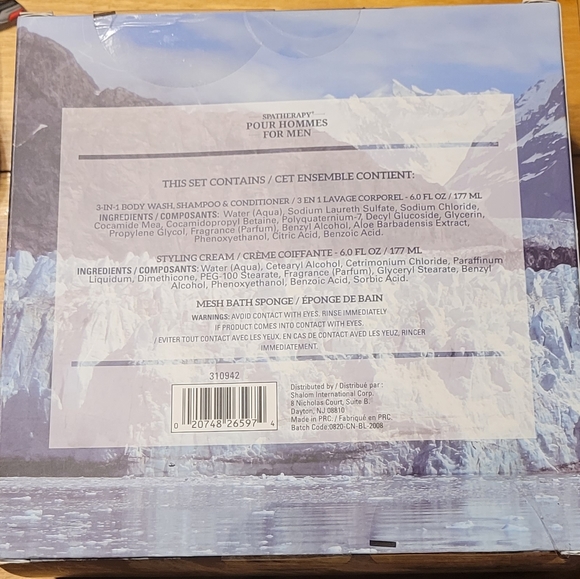 SPATHERAPY®
POUR HOMMES
FOR MEN
THIS SET CONTAINS / CET ENSEMBLE CONTIENT:
3-IN-1 BODY WASH, SHAMPOO & CONDITIONER / 3 EN 1 LAVAGE CORPOREL - 6.0 FL OZ / 177 ML
INGREDIENTS / COMPOSANTS: Water (Aqua), Sodium Laureth Sulfate, Sodium Chloride,
Cocamide Mea, Cocamidopropyl Betaine, Polyquaternium-7, Decyl Glucoside, Glycerin,
Propylene Glycol, Fragrance (Parfum), Benzyl Alcohol, Aloe Barbadensis Extract,
Phenoxyethanol, Citric Acid, Benzoic Acid.
STYLING CREAM / CRÈME COIFFANTE - 6.0 FL OZ / 177 ML
INGREDIENTS / COMPOSANTS: Water (Aqua), Cetearyl Alcohol, Cetrimonium Chloride, Paraffinum
Liquidum, Dimethicone, PEG-100 Stearate, Fragrance (Parfum), Glyceryl Stearate, Benzyl
Alcohol, Phenoxyethanol, Benzoic Acid, Sorbic Acid.
MESH BATH SPONGE / ÉPONGE DE BAIN
WARNINGS: AVOID CONTACT WITH EYES. RINSE IMMEDIATELY
IF PRODUCT COMES INTO CONTACT WITH EYES.
/ EVITER TOUT CONTACT AVEC LES YEUX. EN CAS DE CONTACT AVEC LES YEUZ, RINCER
IMMEDIATEMENT.
310942
0 20748 26597 4
Distributed by / Distribué par :
Shalom International Corp.
8 Nicholas Court, Suite B.
Dayton, NJ 08810
Made in PRC. / Fabriqué en PRC.
Batch Code:0820-CN-BL-2008